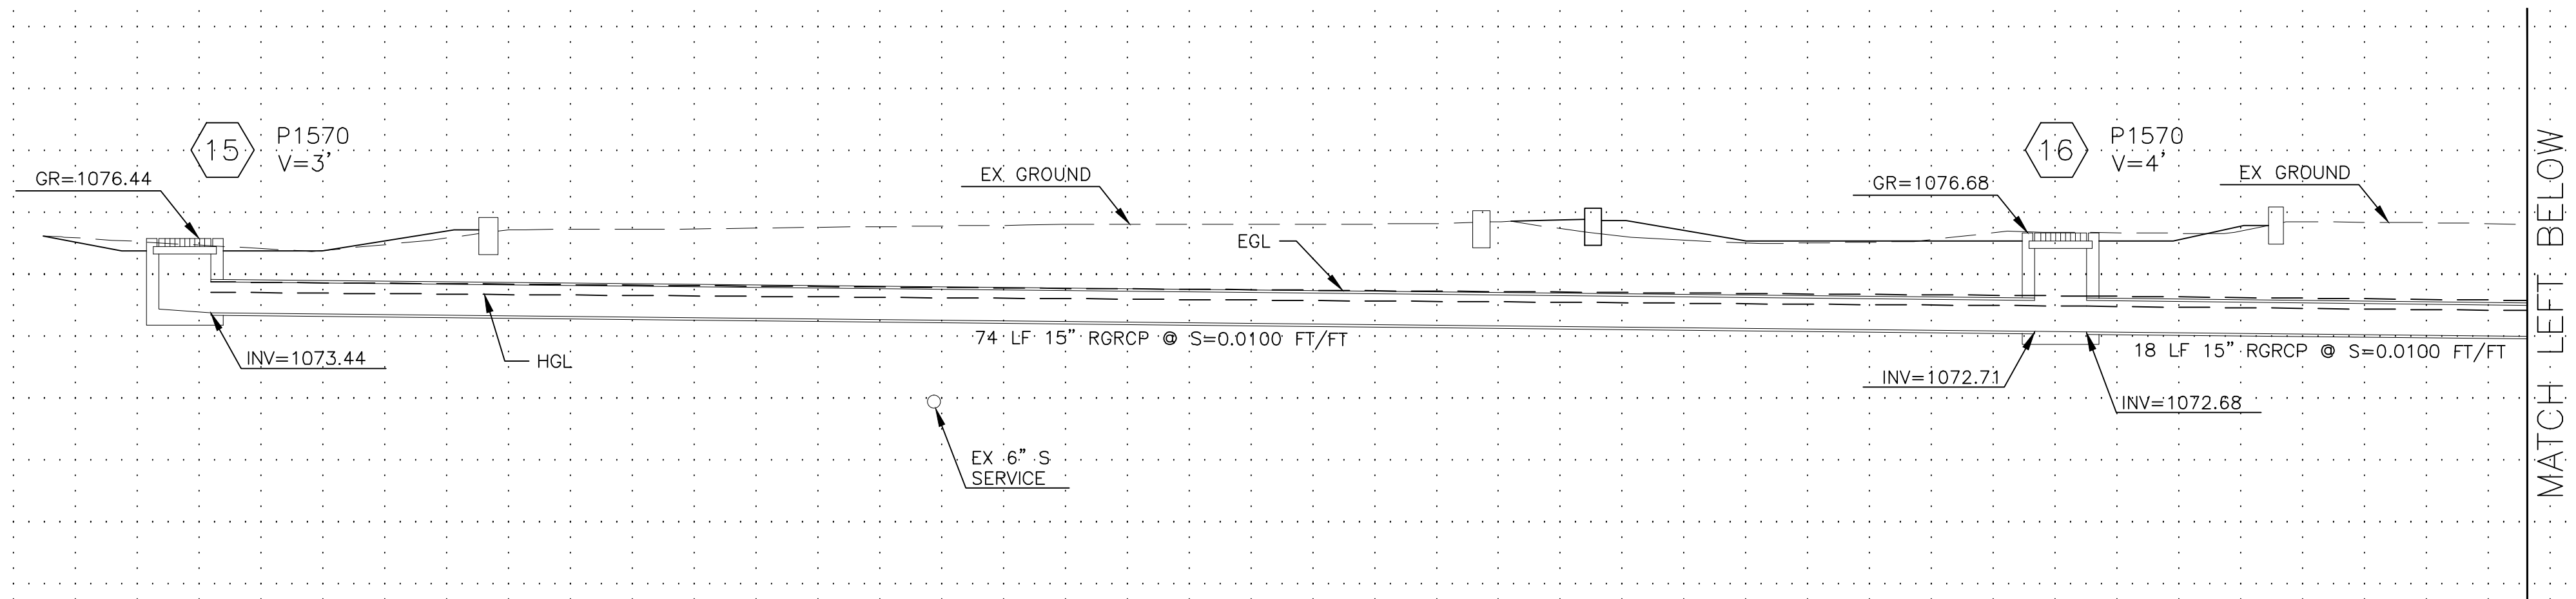 15
P1570
V=3'
GR=1076.44
INV=1073.44
HGL
EX GROUND
EGL
74 LF 15" RGRCP @ S=0.0100 FT/FT
EX 6" S
SERVICE
16
P1570
V=4'
GR=1076.68
EX GROUND
INV=1072.71
INV=1072.68
18 LF 15" RGRCP @ S=0.0100 FT/FT
MATCH LEFT BELOW